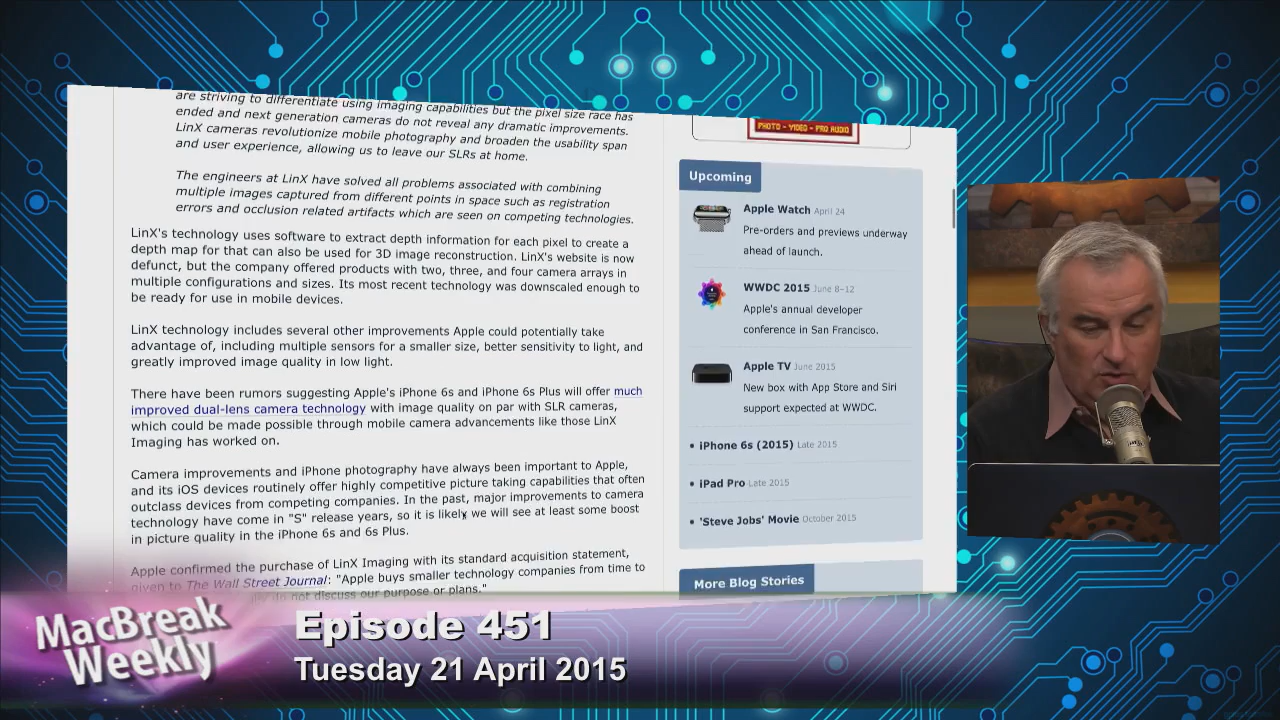 are striving to differentiate using imaging capabilities but the pixel size race has
ended and next generation cameras do not reveal any dramatic improvements.
LinX cameras revolutionize mobile photography and broaden the usability span
and user experience, allowing us to leave our SLRs at home.
The engineers at LinX have solved all problems associated with combining
multiple images captured from different points in space such as registration
errors and occlusion related artifacts which are seen on competing technologies.
LinX's technology uses software to extract depth information for each pixel to create a
depth map for that can also be used for 3D image reconstruction. LinX's website is now
defunct, but the company offered products with two, three, and four camera arrays in
multiple configurations and sizes. Its most recent technology was downscaled enough to
be ready for use in mobile devices.
LinX technology includes several other improvements Apple could potentially take
advantage of, including multiple sensors for a smaller size, better sensitivity to light, and
greatly improved image quality in low light.
There have been rumors suggesting Apple's iPhone 6s and iPhone 6s Plus will offer much
improved dual-lens camera technology with image quality on par with SLR cameras,
which could be made possible through mobile camera advancements like those LinX
Imaging has worked on.
Camera improvements and iPhone photography have always been important to Apple,
and its iOS devices routinely offer highly competitive picture taking capabilities that often
outclass devices from competing companies. In the past, major improvements to camera
technology have come in "S" release years, so it is likely we will see at least some boost
in picture quality in the iPhone 6s and 6s Plus.
Apple confirmed the purchase of LinX Imaging with its standard acquisition statement,
given to The Wall Street Journal: "Apple buys smaller technology companies from time to
do not discuss our purpose or plans."
PHOTO - VIDEO - PRO AUDIO
Upcoming
Apple Watch April 24
Pre-orders and previews underway
ahead of launch.
WWDC 2015 June 8-12
Apple's annual developer
conference in San Francisco.
Apple TV June 2015
New box with App Store and Siri
support expected at WWDC.
• iPhone 6s (2015) Late 2015
• iPad Pro Late 2015
• 'Steve Jobs' Movie October 2015
More Blog Stories
MacBreak
Weekly
Episode 451
Tuesday 21 April 2015